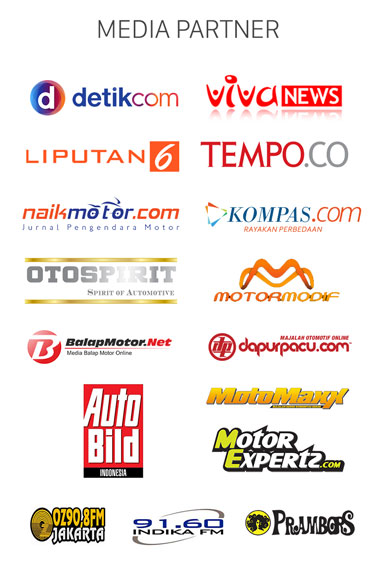 MEDIA PARTNER
d detikcom
viva NEWS
LIPUTAN 6
TEMPO.CO
naikmotor.com
Jurnal Pengendara Motor
KOMPAS.com
RAYAKAN PERBEDAAN
OTOSPIRIT
SPIRIT OF AUTOMOTIVE
MOTORMODIF
B BalapMotor.Net
Media Balap Motor Online
MAJALAH OTOMOTIF ONLINE
dp dapurpacu.com
Auto
Bild
INDONESIA
MotoMaxx
MOTOR
EXPERTZ.COM
OZ90.8FM
JAKARTA
91.60
INDIKA FM
PRAMBORS